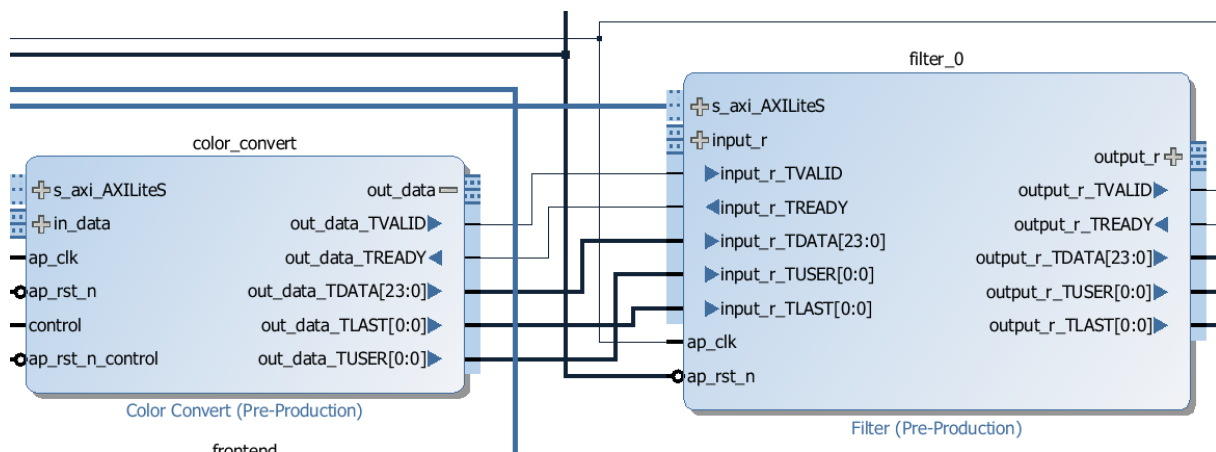 color_convert
s_axi_AXILiteS
in_data
ap_clk
ap_rst_n
control
ap_rst_n_control
out_data
out_data_TVALID
out_data_TREADY
out_data_TDATA[23:0]
out_data_TLAST[0:0]
out_data_TUSER[0:0]
Color Convert (Pre-Production)
frontend
filter_0
s_axi_AXILiteS
input_r
input_r_TVALID
input_r_TREADY
input_r_TDATA[23:0]
input_r_TUSER[0:0]
input_r_TLAST[0:0]
ap_clk
ap_rst_n
output_r
output_r_TVALID
output_r_TREADY
output_r_TDATA[23:0]
output_r_TUSER[0:0]
output_r_TLAST[0:0]
Filter (Pre-Production)